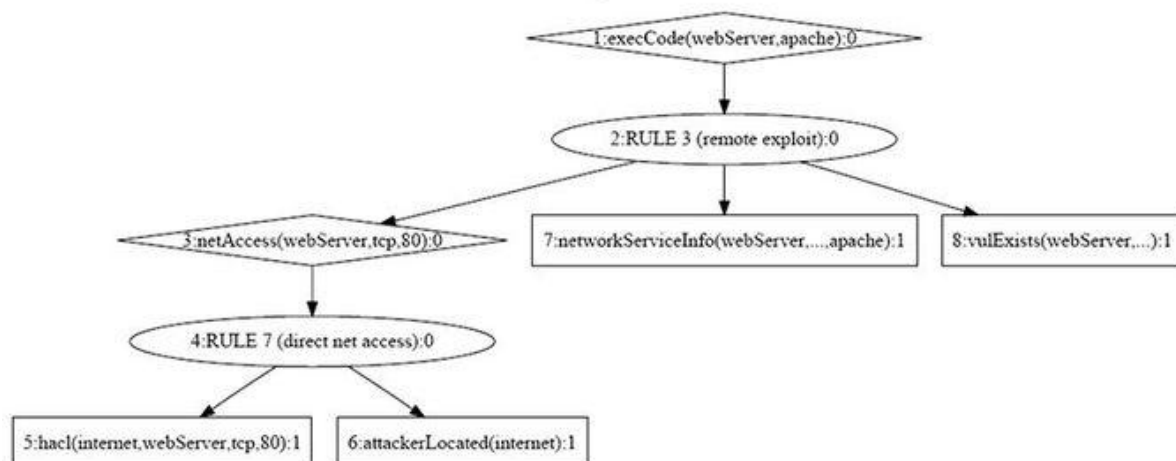 1:execCode(webServer,apache):0
2:RULE 3 (remote exploit):0
3:netAccess(webServer,tcp,80):0
7:networkServiceInfo(webServer,...,apache):1
8:vulExists(webServer,...):1
4:RULE 7 (direct net access):0
5:hacl(internet,webServer,tcp,80):1
6:attackerLocated(internet):1